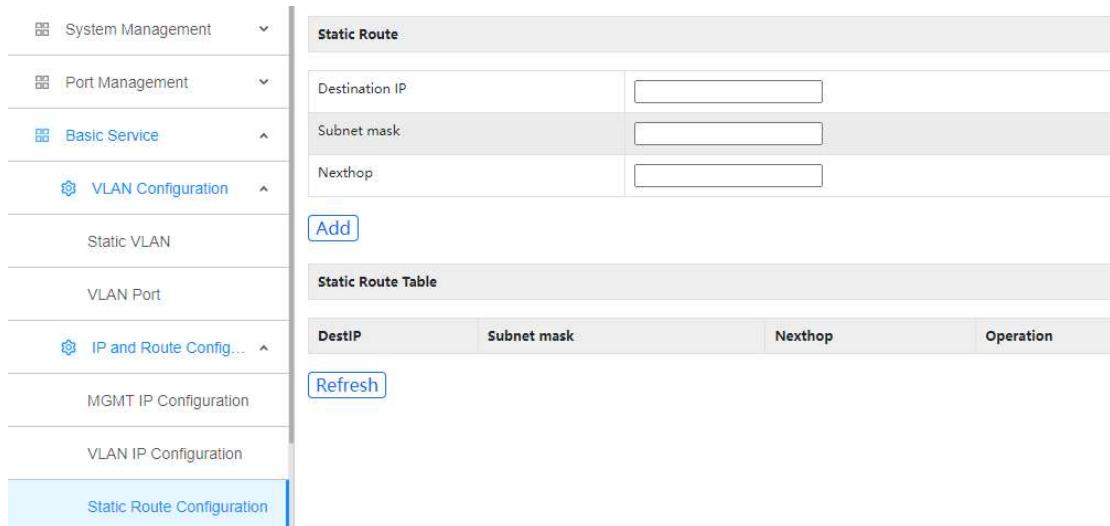 System Management
Port Management
Basic Service
VLAN Configuration
Static VLAN
VLAN Port
IP and Route Config...
MGMT IP Configuration
VLAN IP Configuration
Static Route Configuration
Static Route
Destination IP
Subnet mask
Nexthop
Add
Static Route Table
DestIP Subnet mask Nexthop Operation
Refresh